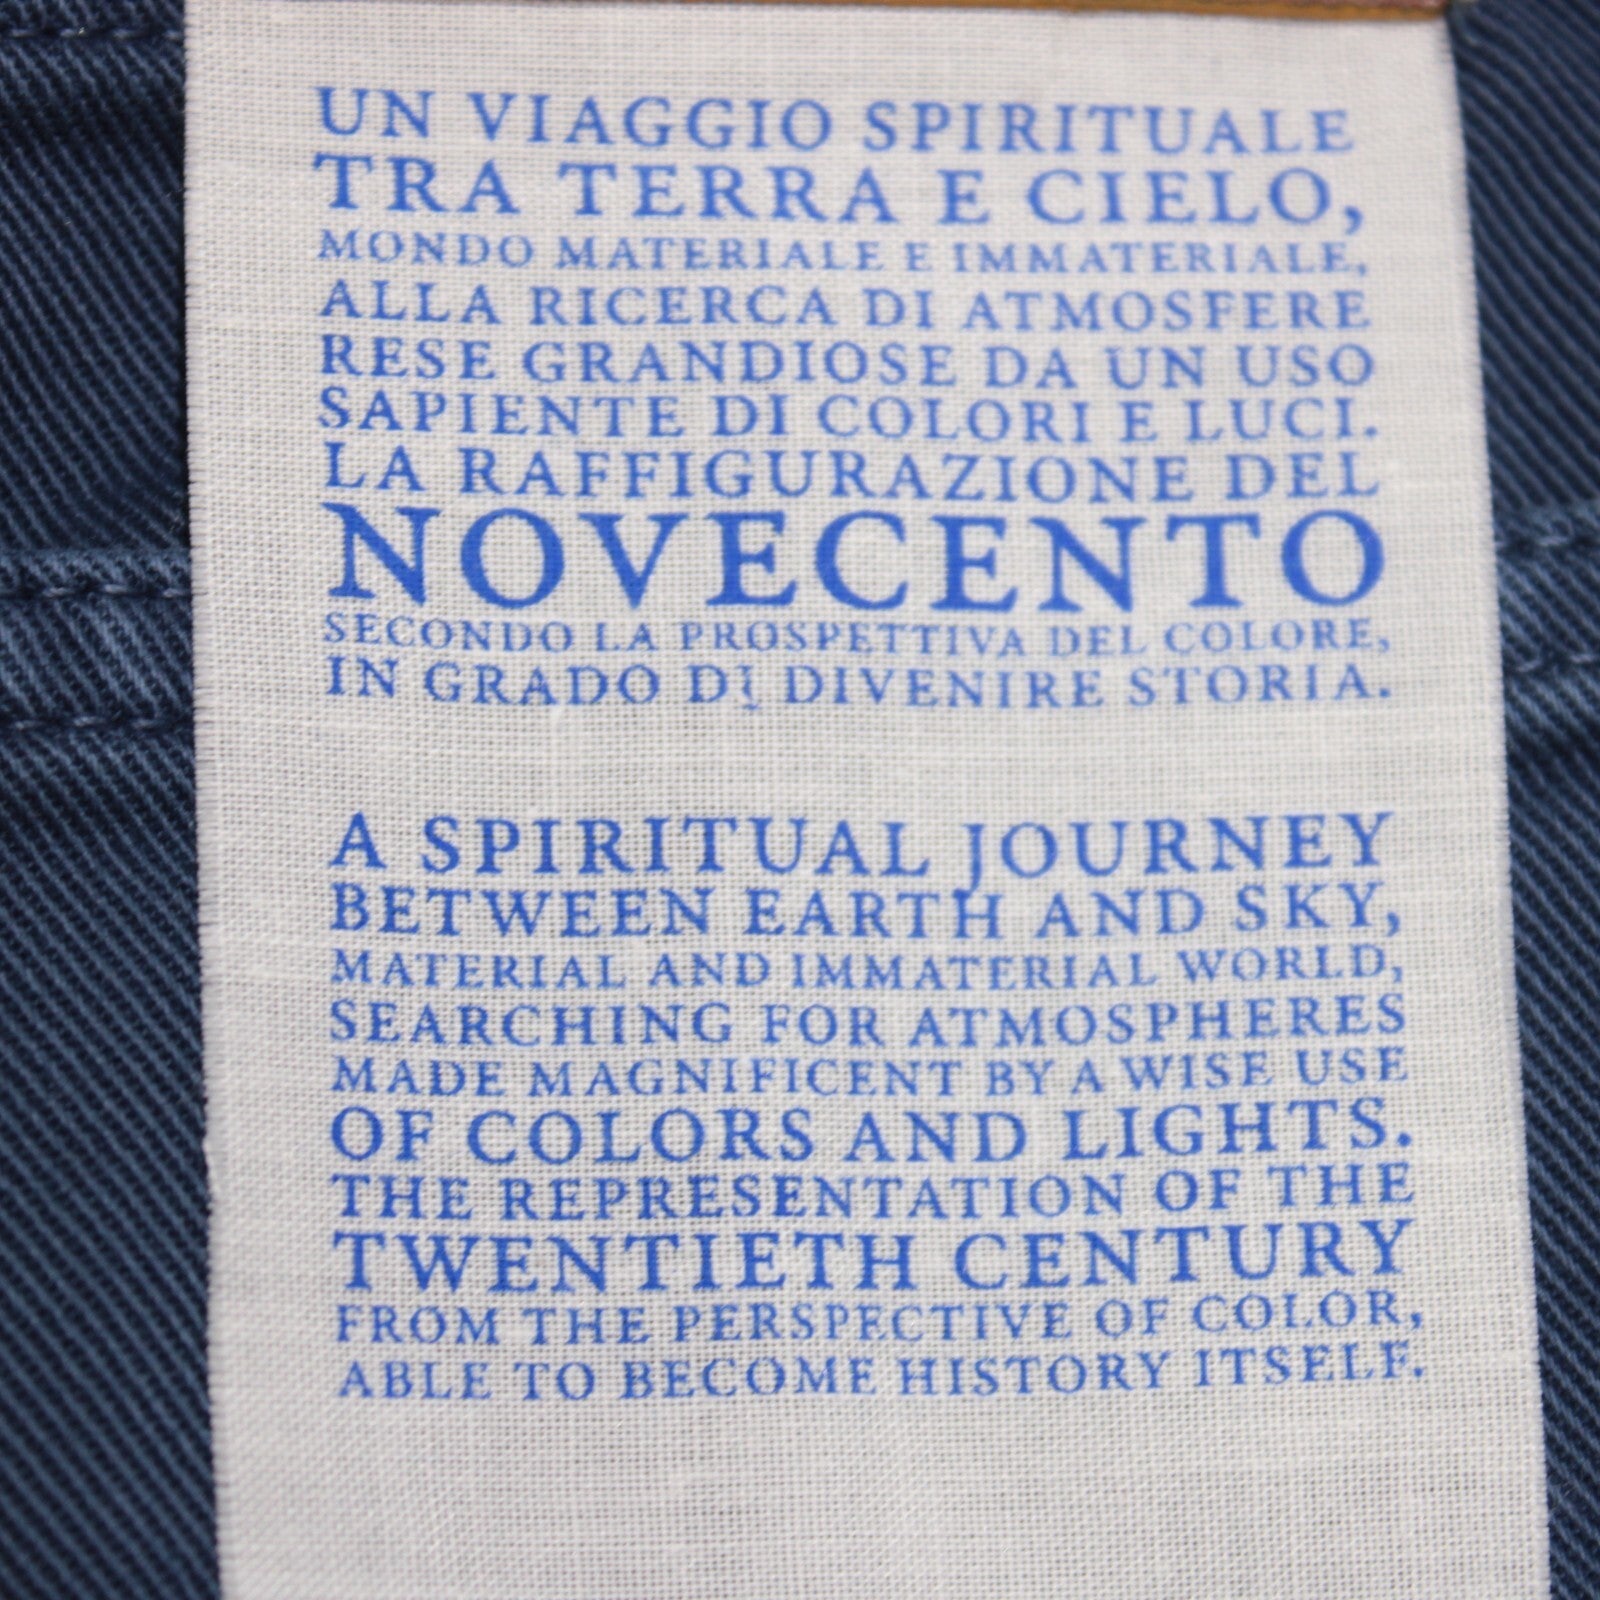 UN VIAGGIO SPIRITUALE
TRA TERRA E CIELO,
MONDO MATERIALE E IMMATERIALE,
ALLA RICERCA DI ATMOSFERE
RESE GRANDIOSE DA UN USO
SAPIENTE DI COLORI E LUCI.
LA RAFFIGURAZIONE DEL
NOVECENTO
SECONDO LA PROSPETTIVA DEL COLORE,
IN GRADO DI DIVENIRE STORIA.
A SPIRITUAL JOURNEY
BETWEEN EARTH AND SKY,
MATERIAL AND IMMATERIAL WORLD,
SEARCHING FOR ATMOSPHERES
MADE MAGNIFICENT BY A WISE USE
OF COLORS AND LIGHTS.
THE REPRESENTATION OF THE
TWENTIETH CENTURY
FROM THE PERSPECTIVE OF COLOR,
ABLE TO BECOME HISTORY ITSELF.